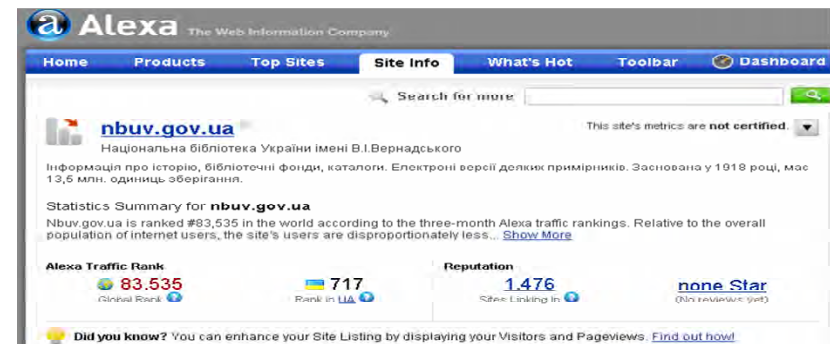 a Alexa The Web Information Company
Home Products Top Sites Site Info What's Hot Toolbar Dashboard
Search for more
nbuv.gov.ua This site's metrics are not certified.
Національна бібліотека України імені В.І.Вернадського
Інформація про історію, бібліотечні фонди, каталоги. Електроні версії деяких примірників. Заснована у 1918 році, має
13,5 млн. одиниць зберігання.
Statistics Summary for nbuv.gov.ua
Nbuv.gov.ua is ranked #83,535 in the world according to the three-month Alexa traffic rankings. Relative to the overall
population of internet users, the site's users are disproportionately less... Show More
Alexa Traffic Rank Reputation
83.535 717 1.476 none Star
Global Rank ? Rank in UA ? Sites Linking In ? (No reviews yet)
Did you know? You can enhance your Site Listing by displaying your Visitors and Pageviews. Find out how!